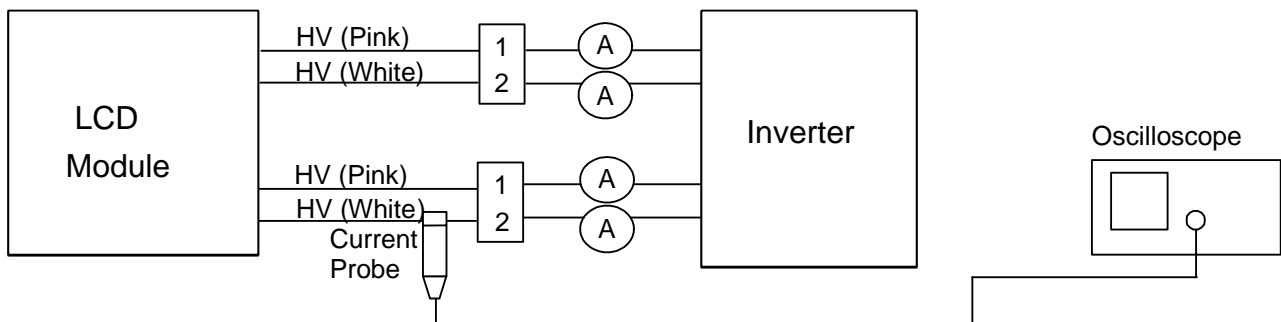 HV (Pink)
1
A
HV (White)
2
A
LCD
Module
Inverter
Oscilloscope
HV (Pink)
1
A
HV (White)
2
A
Current
Probe